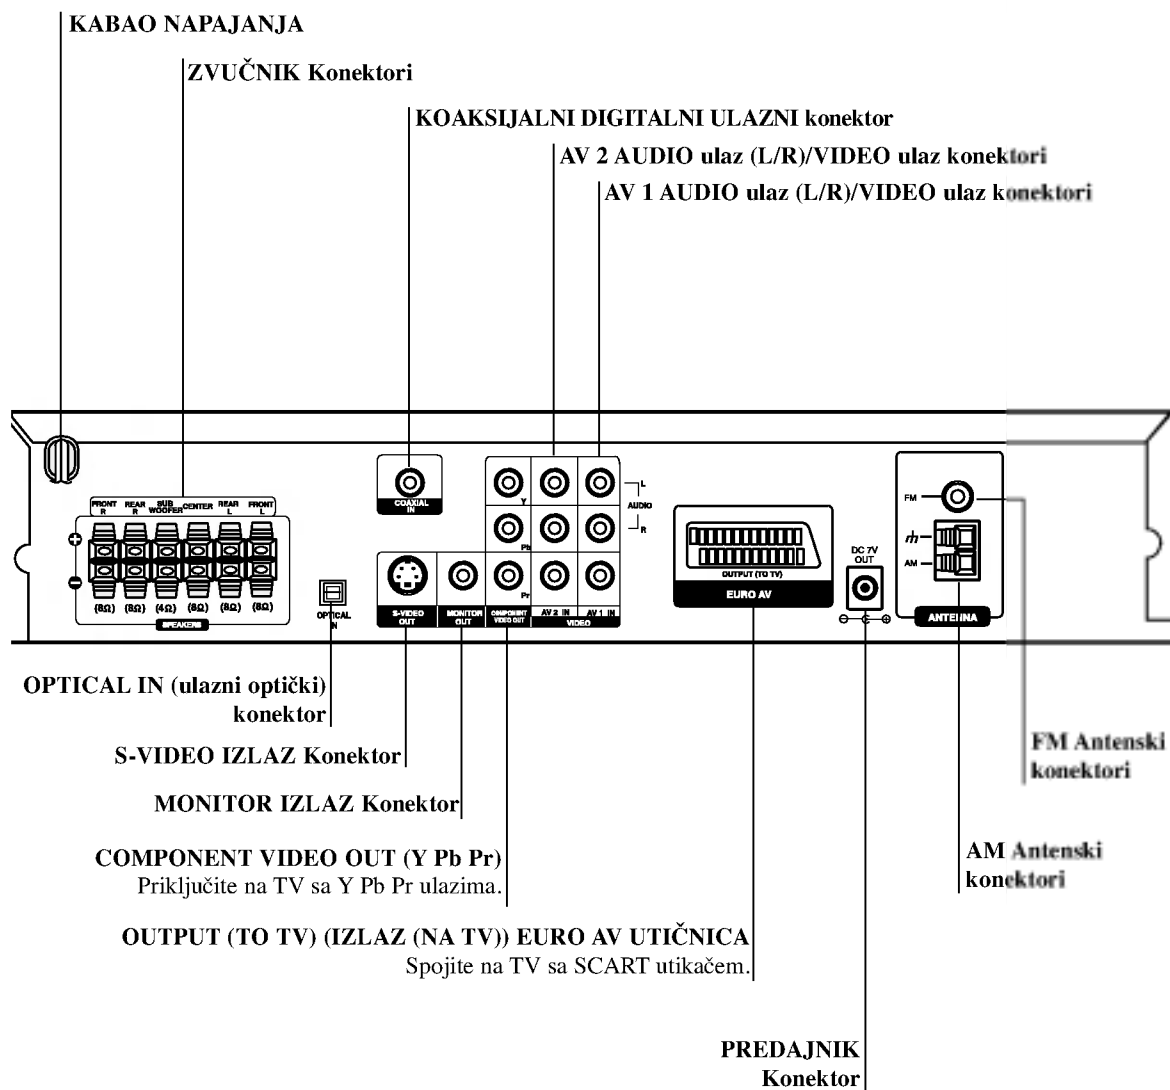 KABAO NAPAJANJA
ZVUČNIK Konektori
KOAKSIJALNI DIGITALNI ULAZNI konektor
AV 2 AUDIO ulaz (L/R)/VIDEO ulaz konektori
AV 1 AUDIO ulaz (L/R)/VIDEO ulaz konektori
FRONT R
REAR R
SUB WOOFER
CENTER
REAR L
FRONT L
(8Ω) (8Ω) (4Ω) (8Ω) (8Ω) (8Ω)
SPEAKERS
OPTICAL IN
COAXIAL IN
Y
Pb
Pr
L
AUDIO
R
S-VIDEO OUT
MONITOR OUT
COMPONENT VIDEO OUT
AV 2 IN
AV 1 IN
VIDEO
OUTPUT (TO TV)
EURO AV
DC 7V OUT
FM
AM
ANTENNA
OPTICAL IN (ulazni optički)
konektor
S-VIDEO IZLAZ Konektor
MONITOR IZLAZ Konektor
COMPONENT VIDEO OUT (Y Pb Pr)
Priključite na TV sa Y Pb Pr ulazima.
OUTPUT (TO TV) (IZLAZ (NA TV)) EURO AV UTIČNICA
Spojite na TV sa SCART utikačem.
PREDAJNIK
Konektor
FM Antenski
konektori
AM Antenski
konektori